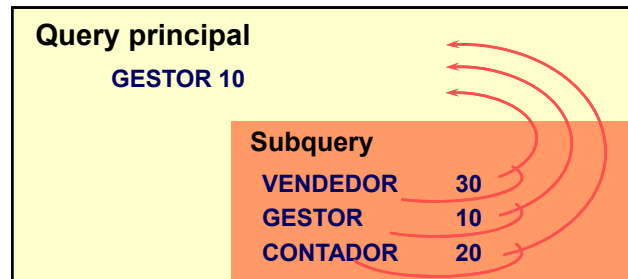 Query principal
GESTOR 10
Subquery
VENDEDOR 30
GESTOR 10
CONTADOR 20